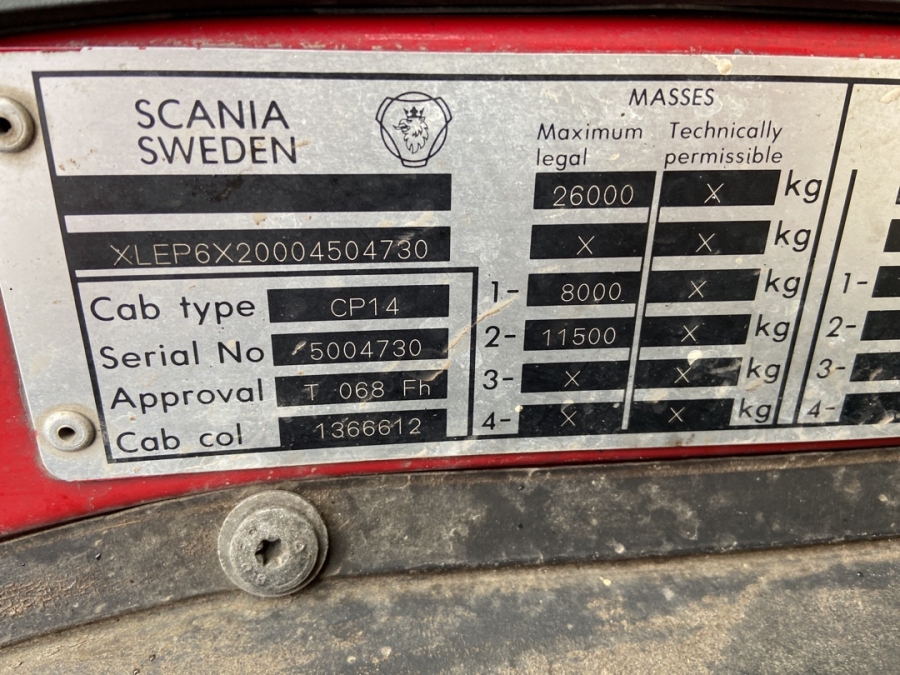 SCANIA
SWEDEN
MASSES
Maximum legal
Technically permissible
26000 X kg
XLEP6X20004504730
X X kg
Cab type CP14
1- 8000 X kg
1-
Serial No 5004730
2- 11500 X kg
2-
Approval T 068 Fh
3- X X kg
3-
Cab col 1366612
4- X X kg
4-